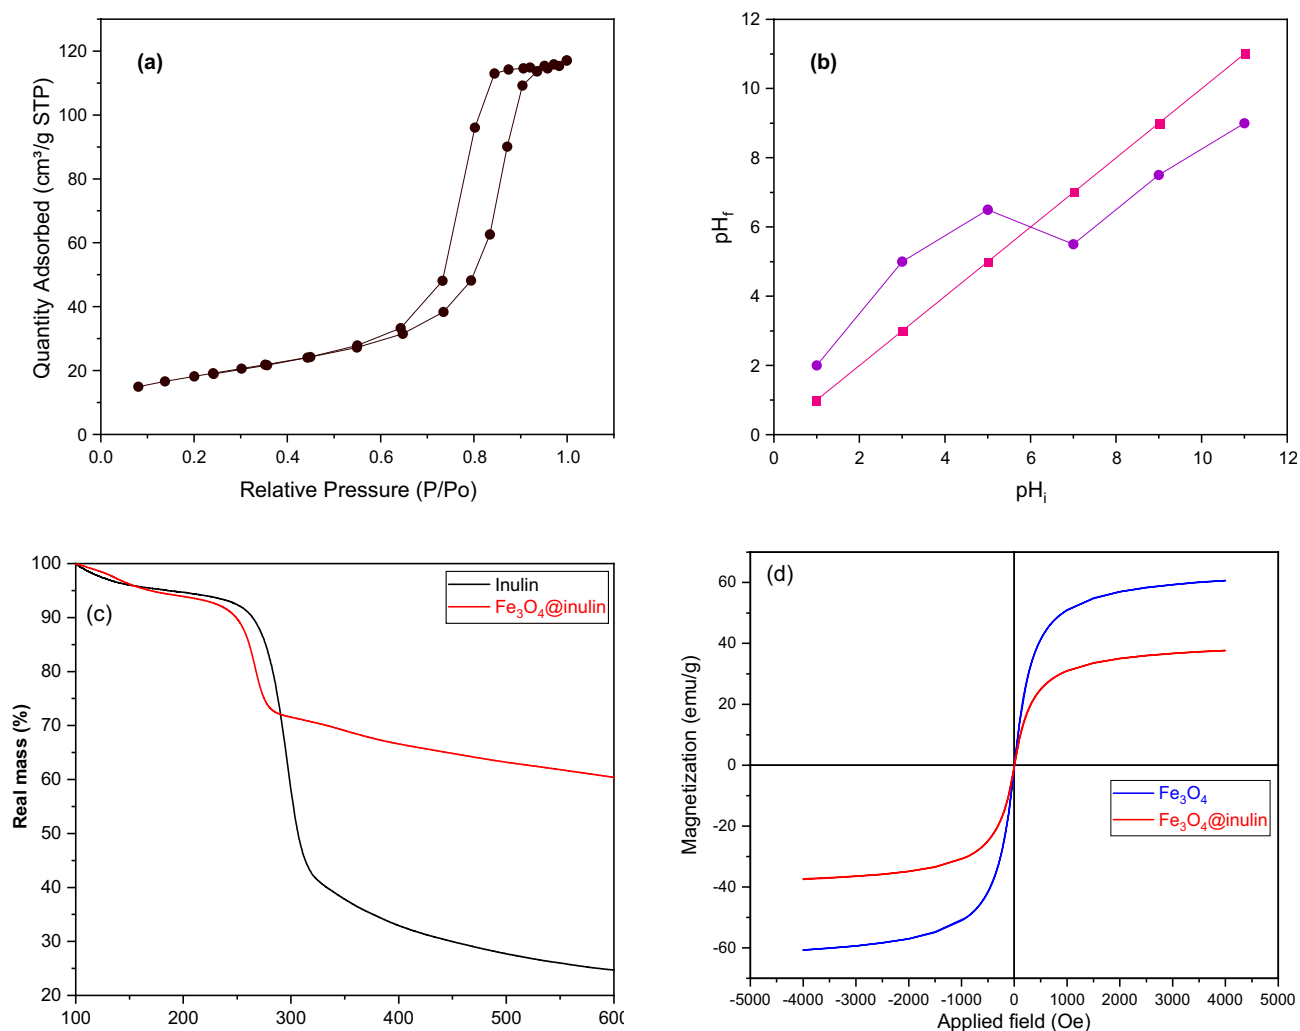 (a)
Quantity Adsorbed (cm³/g STP)
120
100
80
60
40
20
0
0.0 0.2 0.4 0.6 0.8 1.0
Relative Pressure (P/Po)
(b)
pH_f
12
10
8
6
4
2
0
0 2 4 6 8 10 12
pH_i
(c)
Inulin
Fe₃O₄@inulin
Real mass (%)
100
90
80
70
60
50
40
30
20
100 200 300 400 500 600
(d)
Magnetization (emu/g)
60
40
20
0
-20
-40
-60
Fe₃O₄
Fe₃O₄@inulin
-5000 -4000 -3000 -2000 -1000 0 1000 2000 3000 4000 5000
Applied field (Oe)